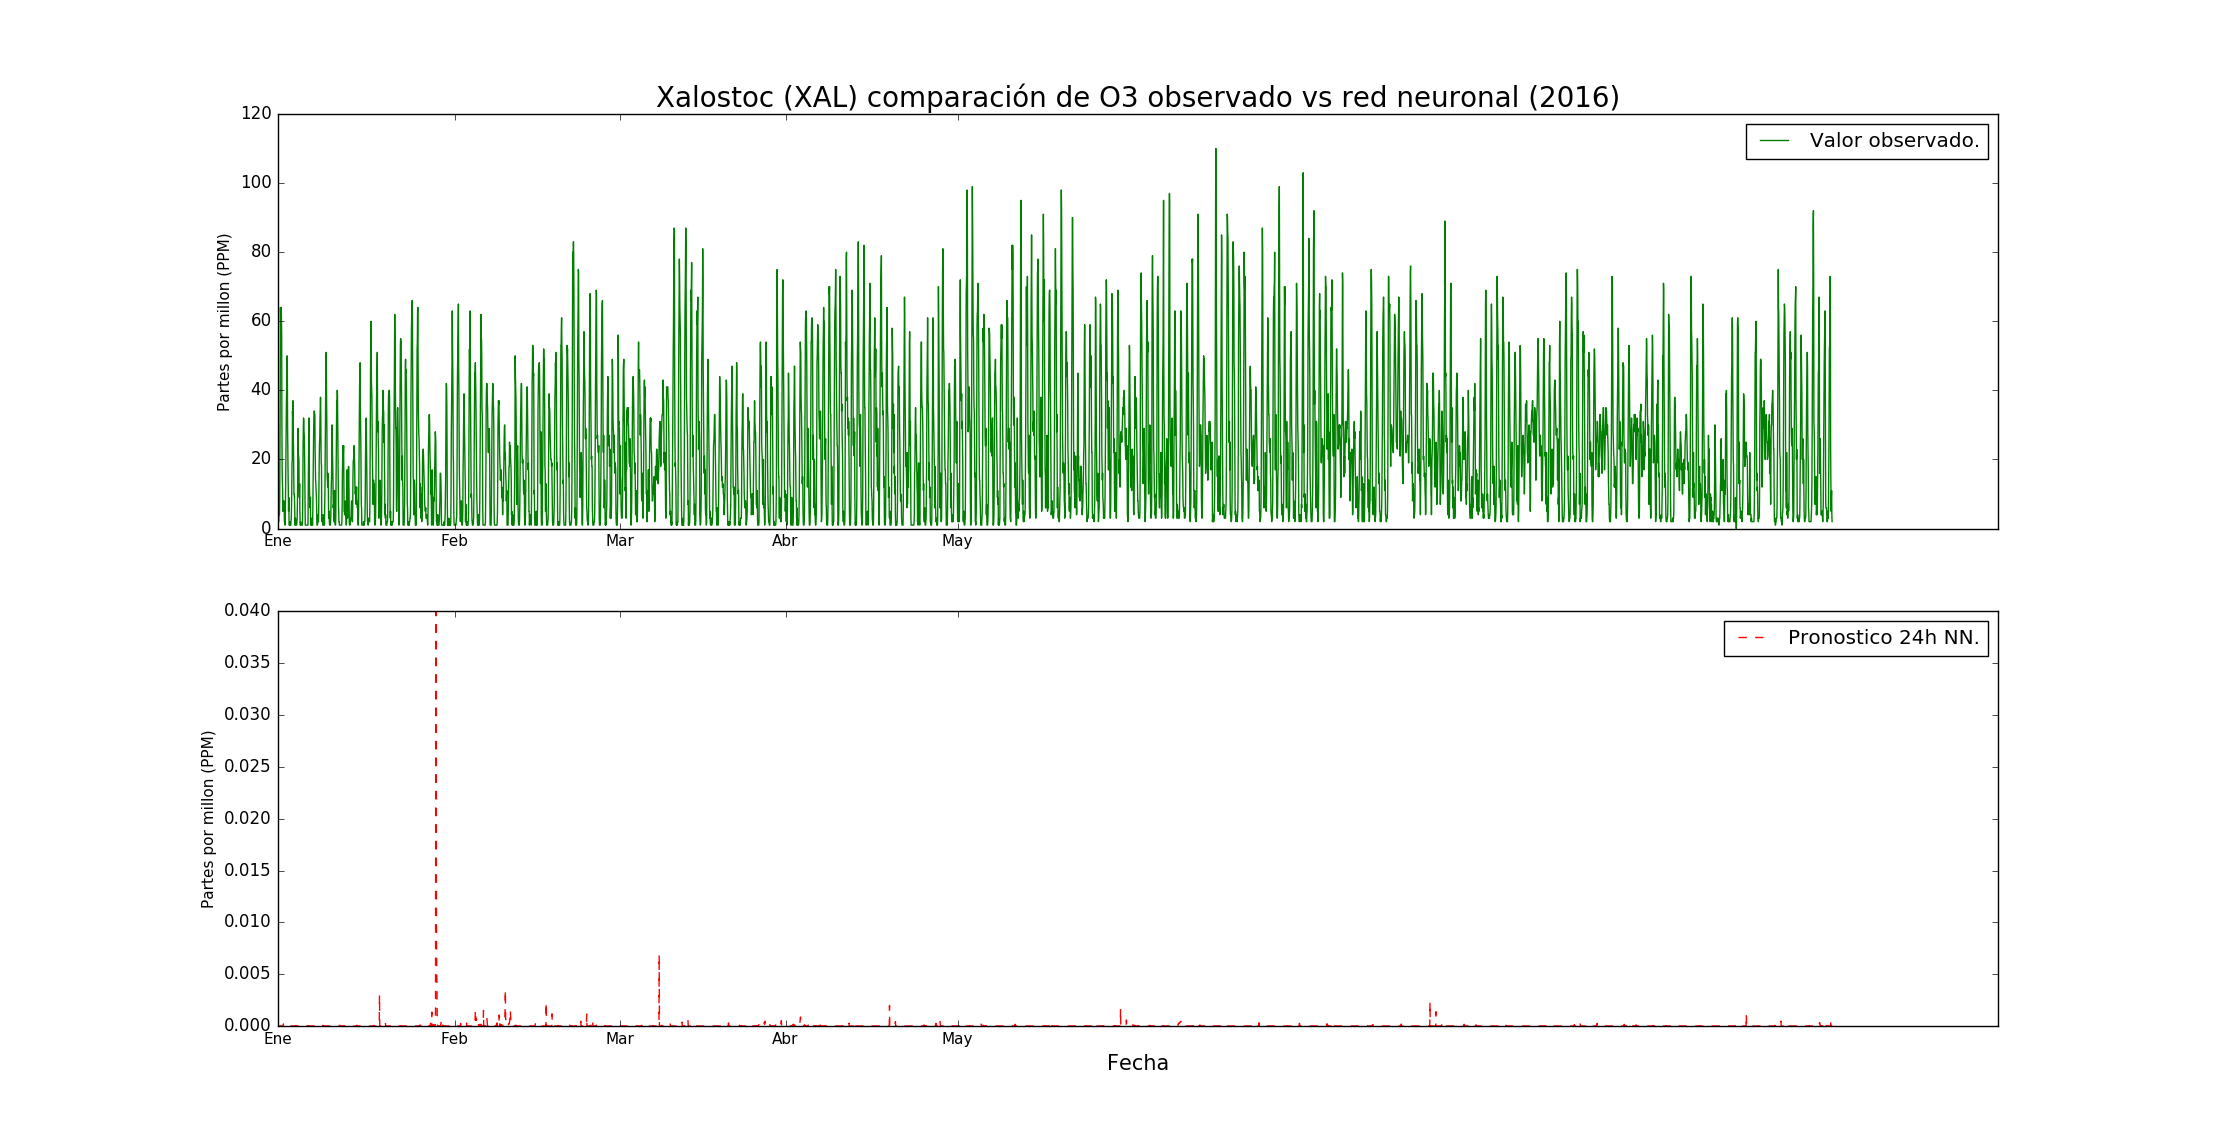 Xalostoc (XAL) comparación de O3 observado vs red neuronal (2016)
120
100
80
60
40
20
0
Partes por millon (PPM)
Valor observado.
Ene Feb Mar Abr May
0.040
0.035
0.030
0.025
0.020
0.015
0.010
0.005
0.000
Partes por millon (PPM)
Pronostico 24h NN.
Ene Feb Mar Abr May
Fecha